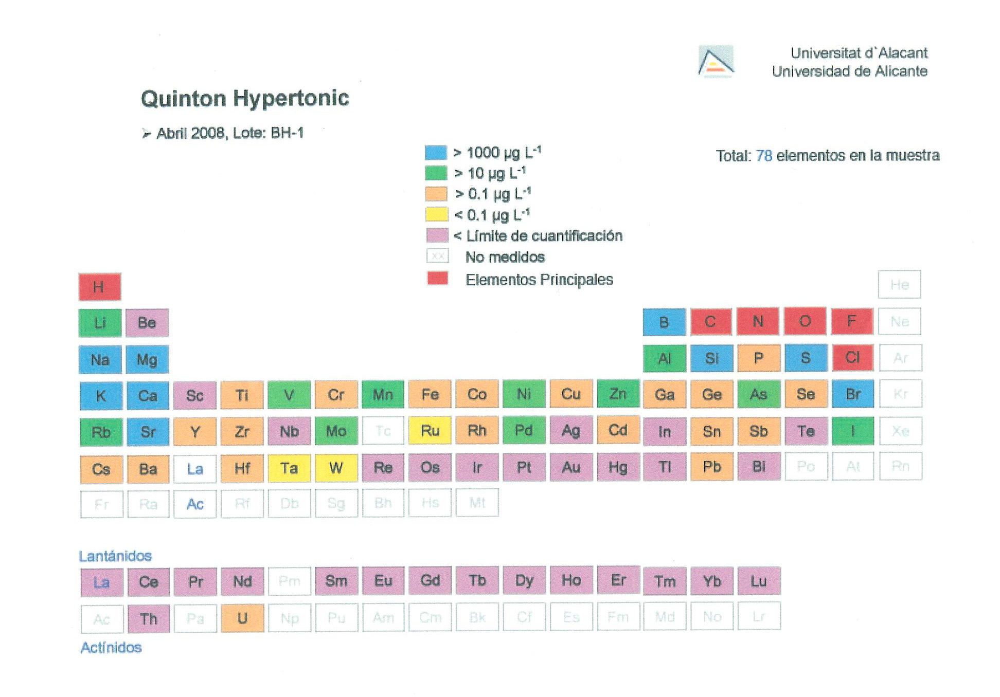 Universitat d`Alacant
Universidad de Alicante
Quinton Hypertonic
➢ Abril 2008, Lote: BH-1
Total: 78 elementos en la muestra
> 1000 µg L-1
> 10 µg L-1
> 0.1 µg L-1
< 0.1 µg L-1
< Límite de cuantificación
xx No medidos
Elementos Principales
H He
Li Be B C N O F Ne
Na Mg Al Si P S Cl Ar
K Ca Sc Ti V Cr Mn Fe Co Ni Cu Zn Ga Ge As Se Br Kr
Rb Sr Y Zr Nb Mo Tc Ru Rh Pd Ag Cd In Sn Sb Te I Xe
Cs Ba La Hf Ta W Re Os Ir Pt Au Hg Tl Pb Bi Po At Rn
Fr Ra Ac Rf Db Sg Bh Hs Mt
Lantánidos
La Ce Pr Nd Pm Sm Eu Gd Tb Dy Ho Er Tm Yb Lu
Ac Th Pa U Np Pu Am Cm Bk Cf Es Fm Md No Lr
Actínidos